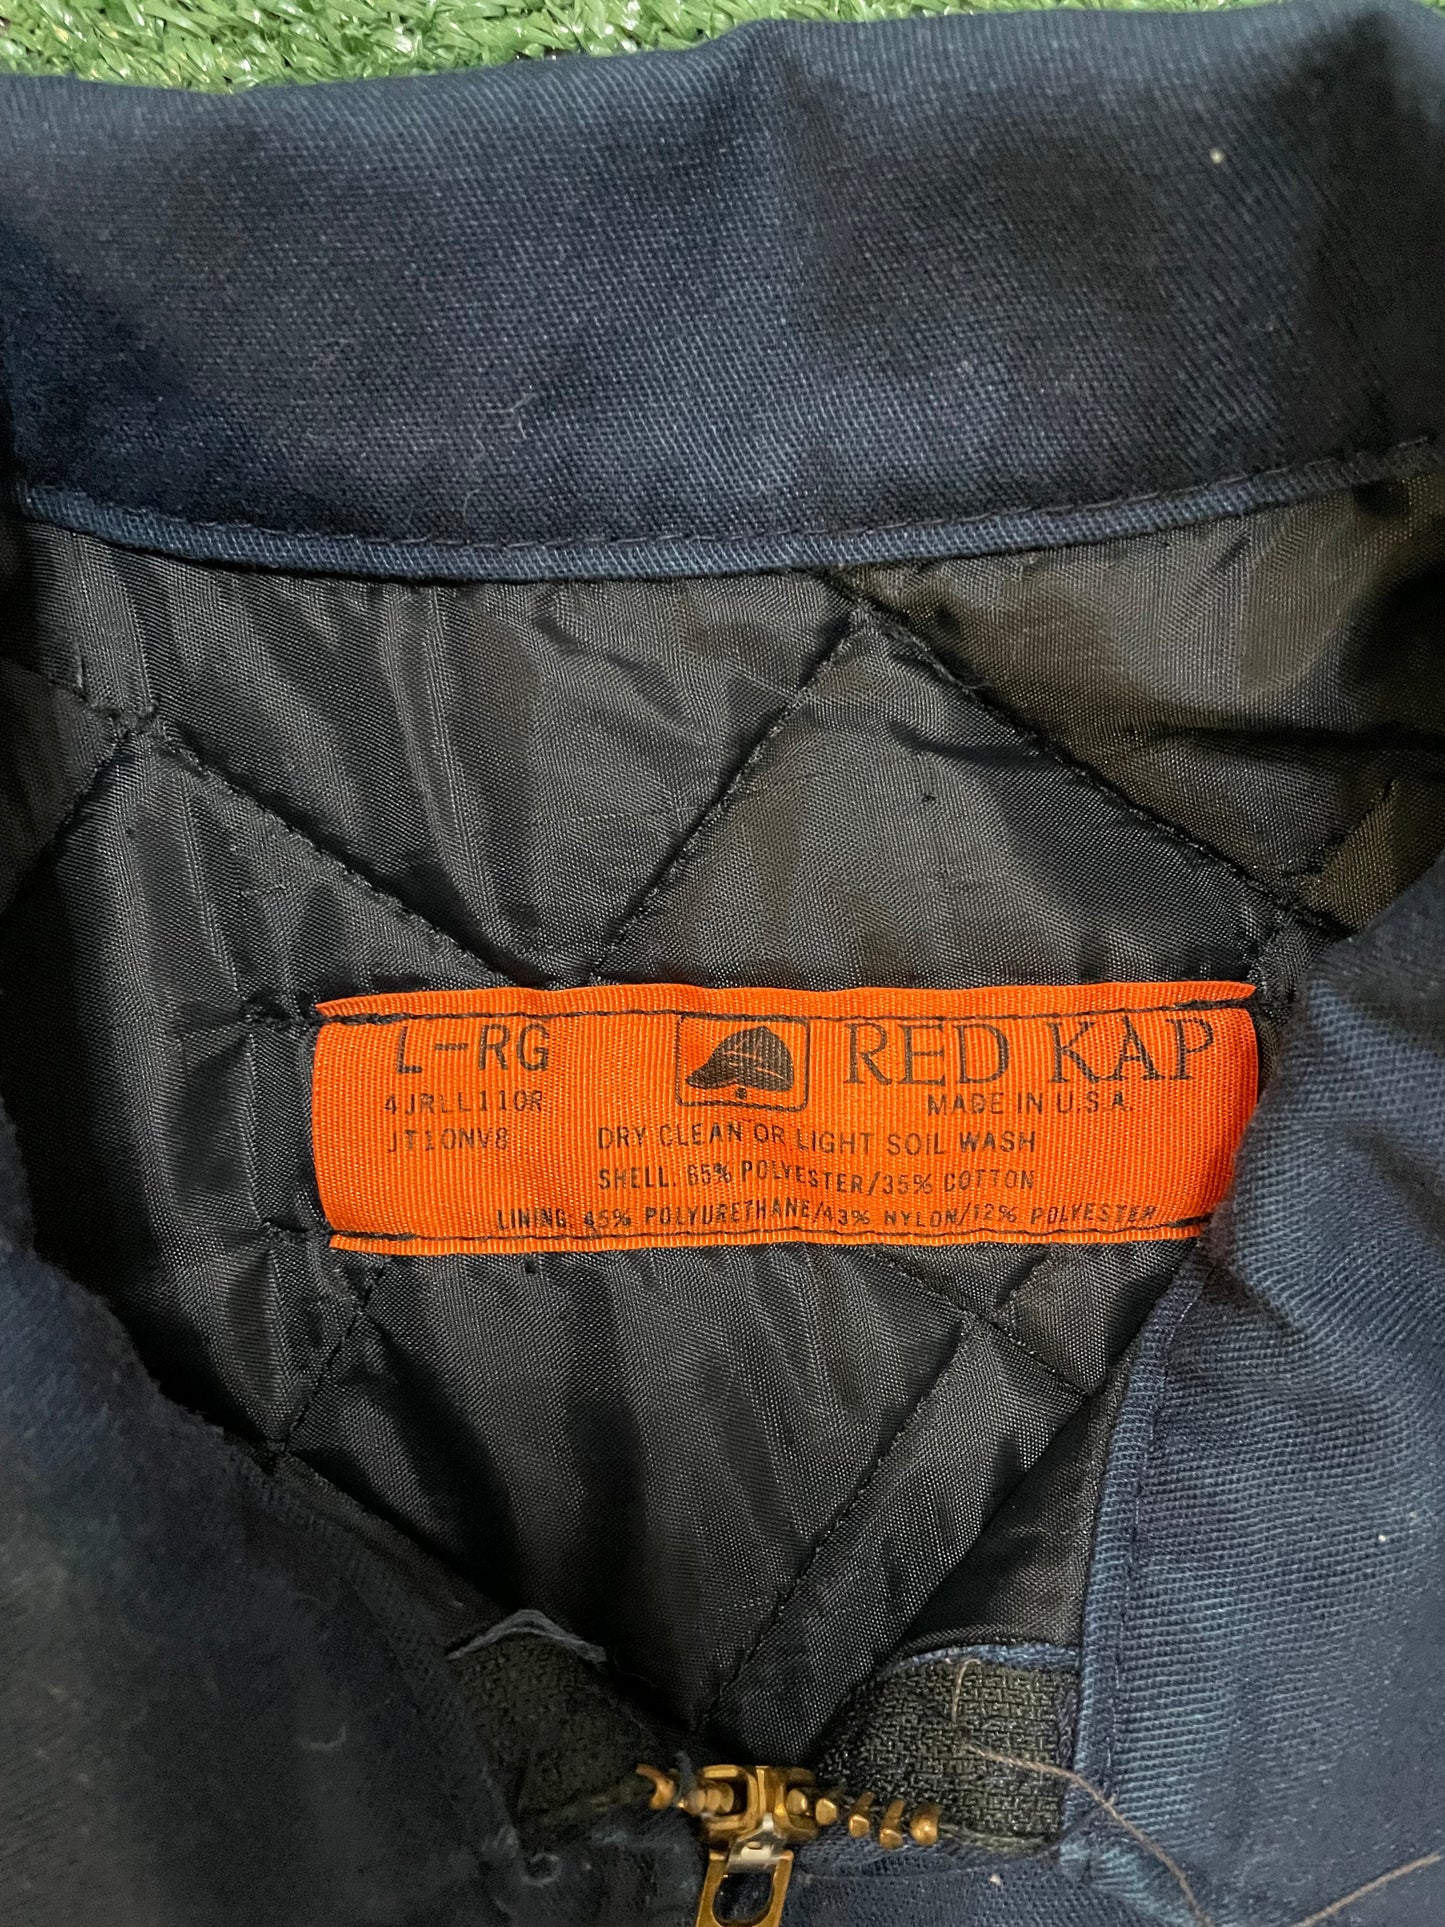 L-RG
RED KAP
4JRLL110R
MADE IN U.S.A.
JT10NV8
DRY CLEAN OR LIGHT SOIL WASH
SHELL. 65% POLYESTER/35% COTTON
LINING. 45% POLYURETHANE/43% NYLON/12% POLYESTER